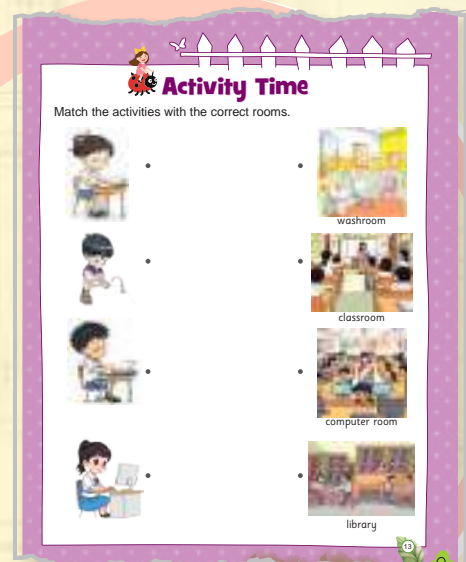 Activity Time
Match the activities with the correct rooms.
washroom
classroom
computer room
library
13